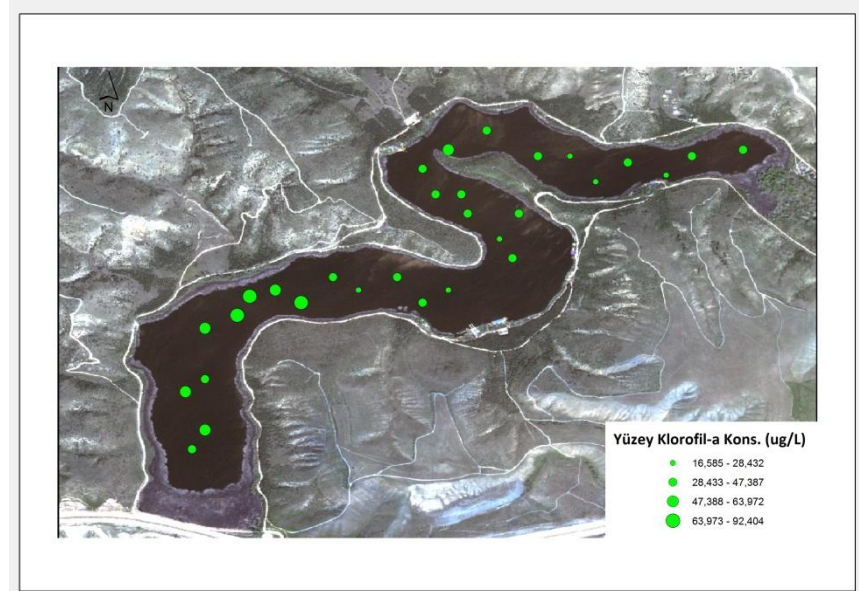 N
Yüzey Klorofil-a Kons. (ug/L)
16,585 - 28,432
28,433 - 47,387
47,388 - 63,972
63,973 - 92,404